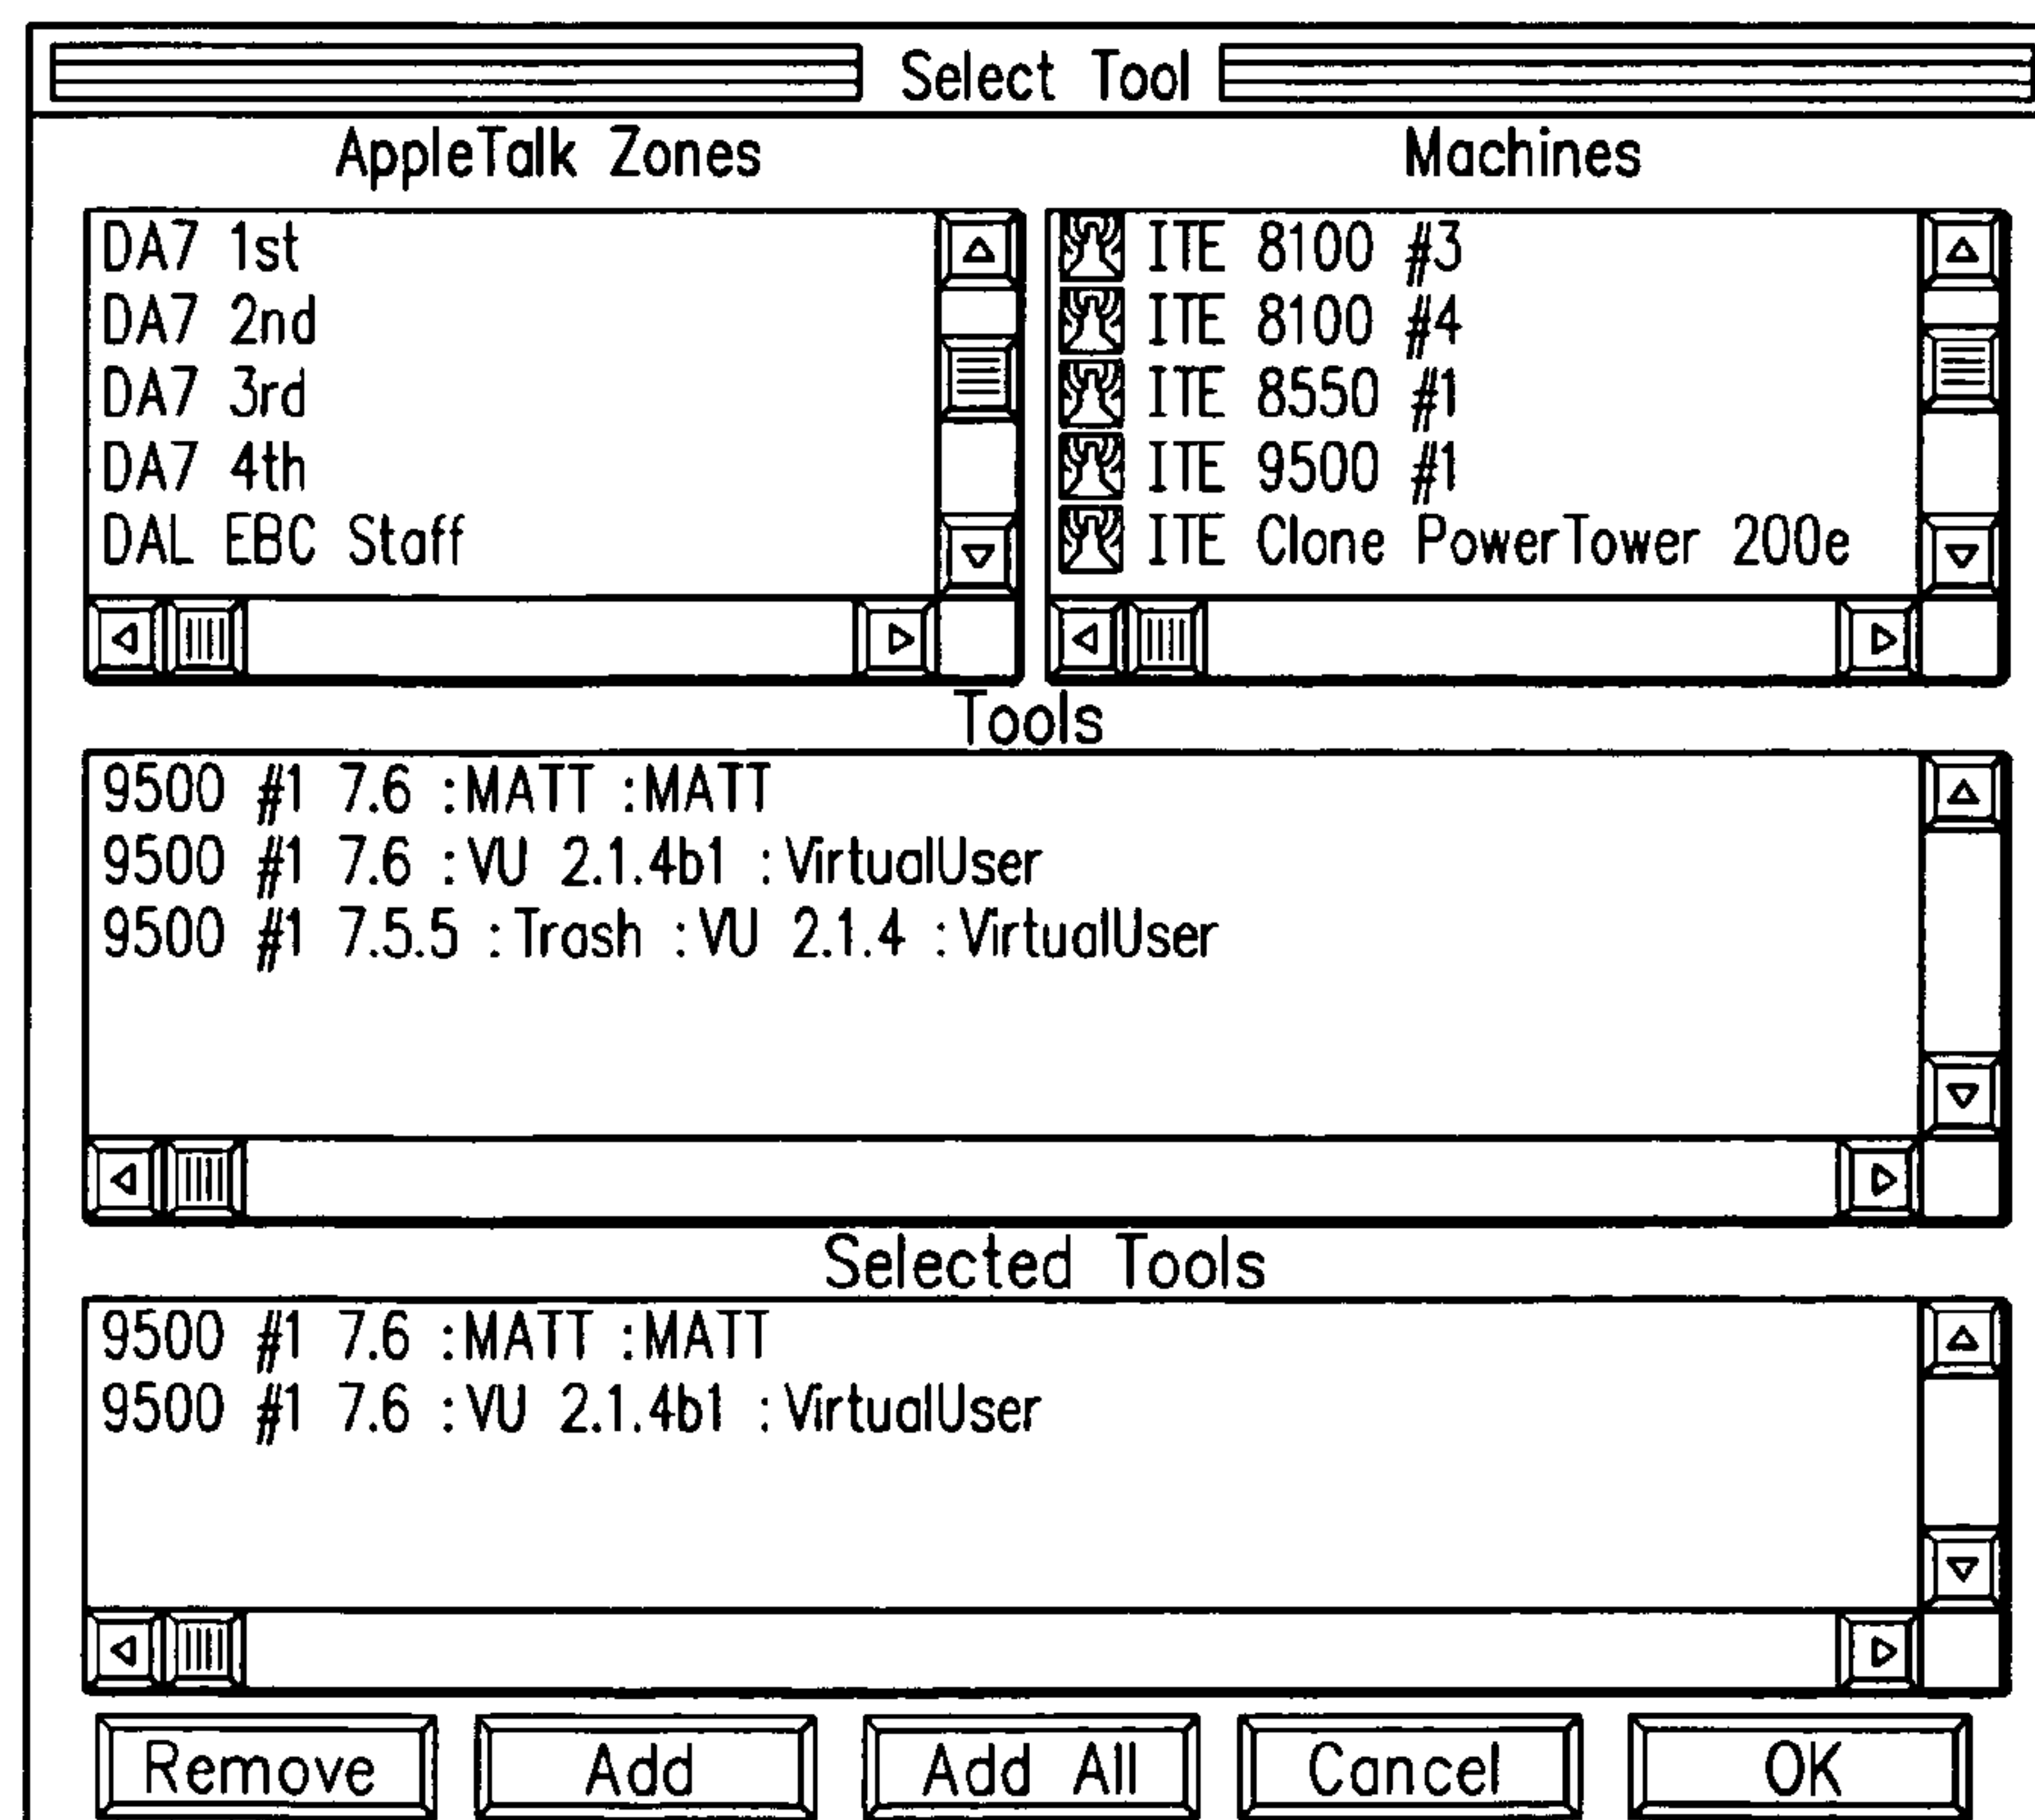 Select Tool
AppleTalk Zones
DA7 1st
DA7 2nd
DA7 3rd
DA7 4th
DAL EBC Staff
Machines
ITE 8100 #3
ITE 8100 #4
ITE 8550 #1
ITE 9500 #1
ITE Clone PowerTower 200e
Tools
9500 #1 7.6 :MATT :MATT
9500 #1 7.6 :VU 2.1.4b1 :VirtualUser
9500 #1 7.5.5 :Trash :VU 2.1.4 :VirtualUser
Selected Tools
9500 #1 7.6 :MATT :MATT
9500 #1 7.6 :VU 2.1.4b1 :VirtualUser
Remove Add Add All Cancel OK